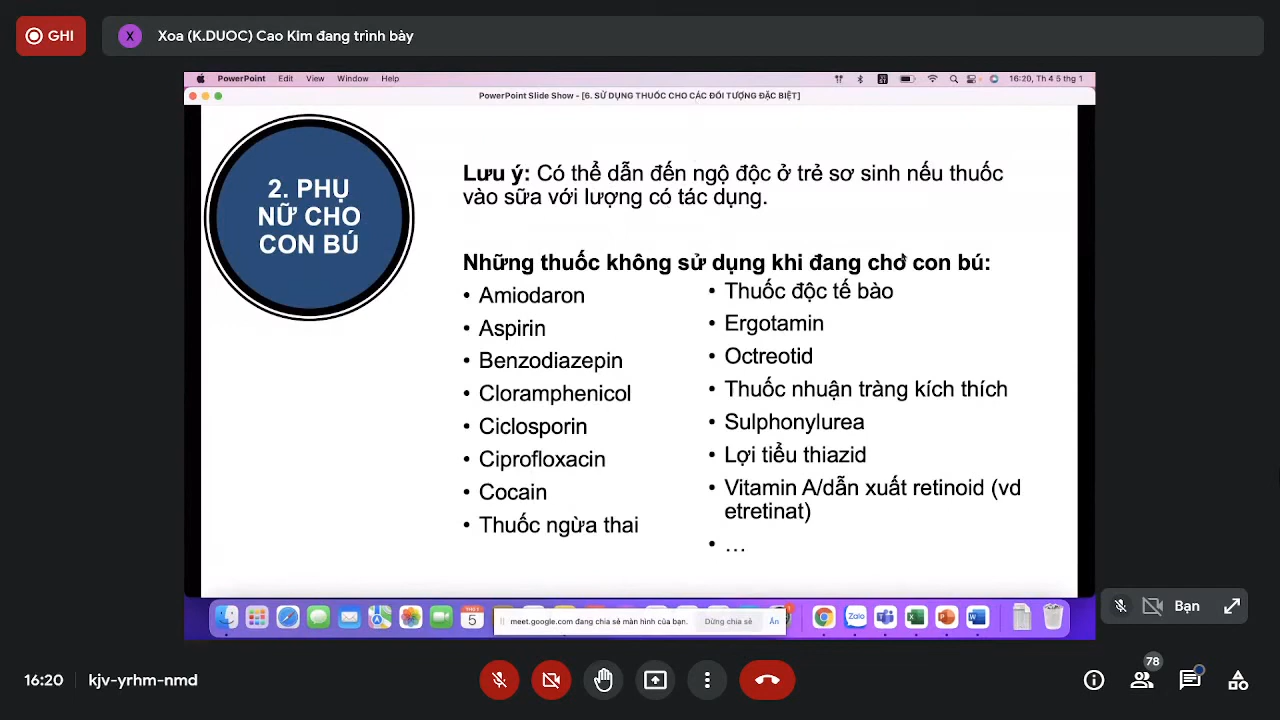 GHI
X
Xoa (K.DUOC) Cao Kim đang trình bày
PowerPoint Edit View Window Help
16:20, Th 4 5 thg 1
PowerPoint Slide Show - [6. SỬ DỤNG THUỐC CHO CÁC ĐỐI TƯỢNG ĐẶC BIỆT]
2. PHỤ
NỮ CHO
CON BÚ
Lưu ý: Có thể dẫn đến ngộ độc ở trẻ sơ sinh nếu thuốc
vào sữa với lượng có tác dụng.
Những thuốc không sử dụng khi đang cho con bú:
• Amiodaron
• Aspirin
• Benzodiazepin
• Cloramphenicol
• Ciclosporin
• Ciprofloxacin
• Cocain
• Thuốc ngừa thai
• Thuốc độc tế bào
• Ergotamin
• Octreotid
• Thuốc nhuận tràng kích thích
• Sulphonylurea
• Lợi tiểu thiazid
• Vitamin A/dẫn xuất retinoid (vd
etretinat)
• ...
5
meet.google.com đang chia sẻ màn hình của bạn. Dừng chia sẻ Ẩn
Zalo
Bạn
16:20 kjv-yrhm-nmd
78